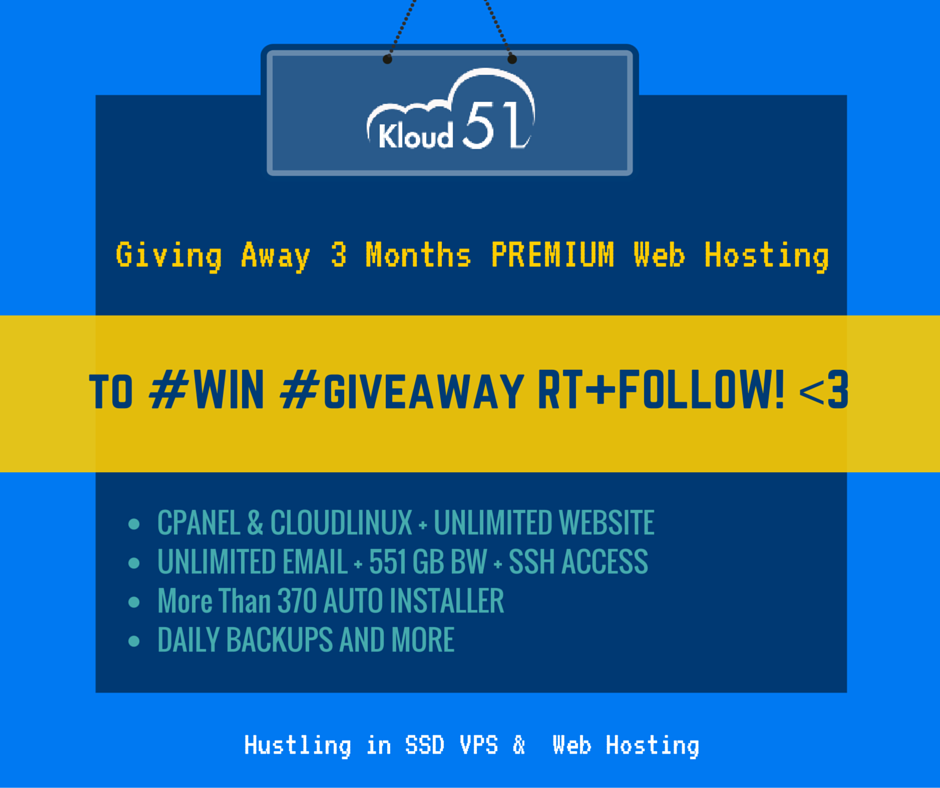 Kloud 51
Giving Away 3 Months PREMIUM Web Hosting
TO #WIN #GIVEAWAY RT+FOLLOW! <3
CPANEL & CLOUDLINUX + UNLIMITED WEBSITE
UNLIMITED EMAIL + 551 GB BW + SSH ACCESS
More Than 370 AUTO INSTALLER
DAILY BACKUPS AND MORE
Hustling in SSD VPS & Web Hosting